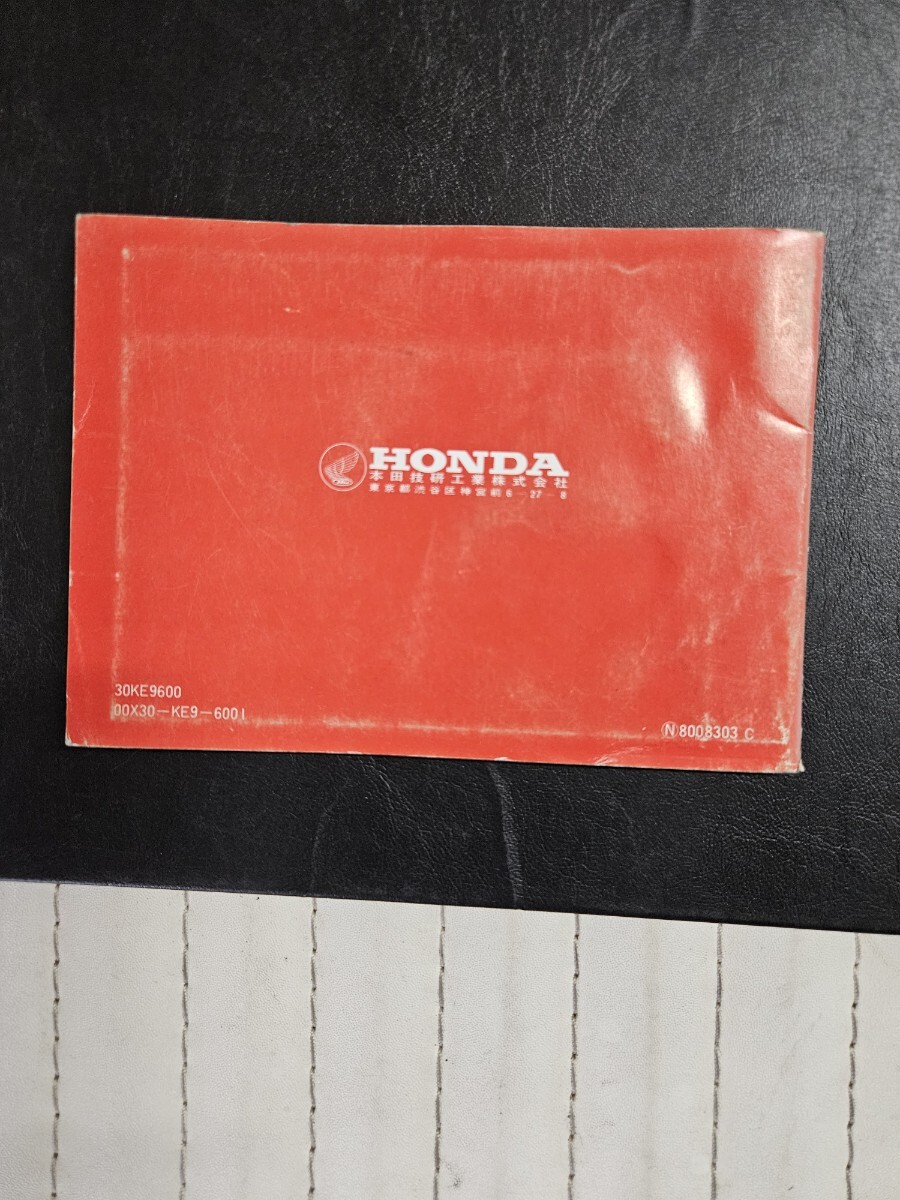 HONDA
本田技研工業株式会社
東京都渋谷区神宮前6-27-8
30KE9600
00X30-KE9-6001
Ⓝ8008303 C